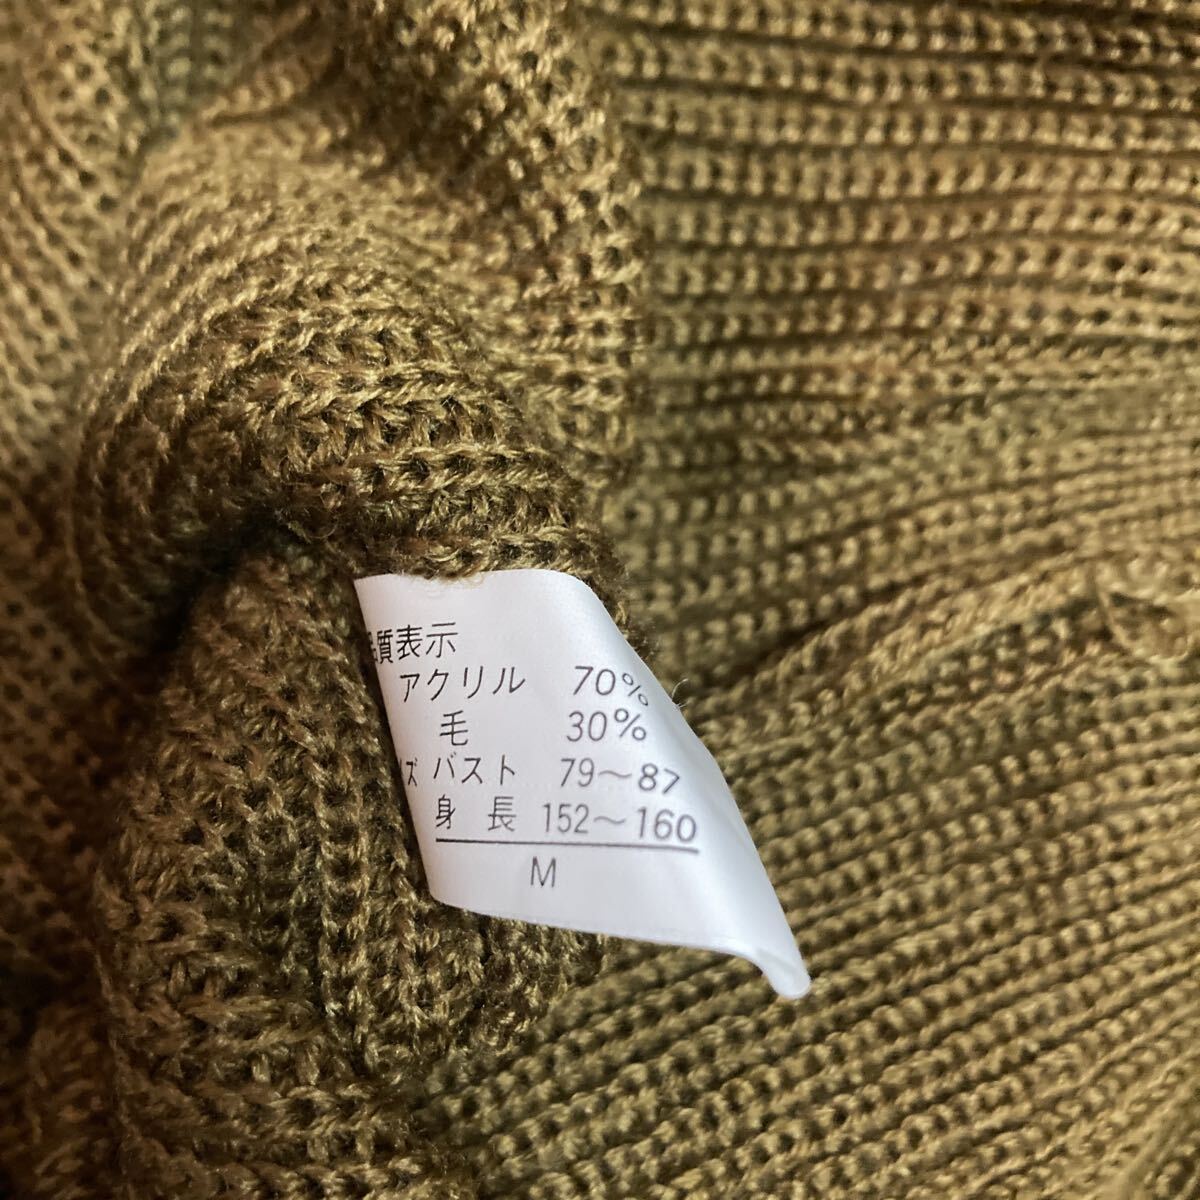 質表示
アクリル 70%
毛 30%
ズ バスト 79〜87
身長 152〜160
M